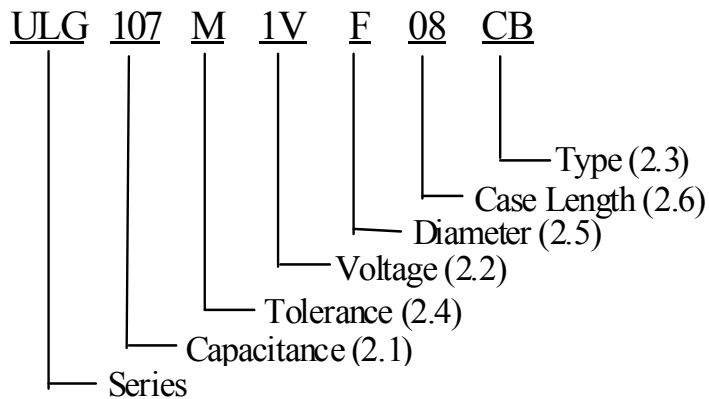 ULG 107 M 1V F 08 CB
Type (2.3)
Case Length (2.6)
Diameter (2.5)
Voltage (2.2)
Tolerance (2.4)
Capacitance (2.1)
Series